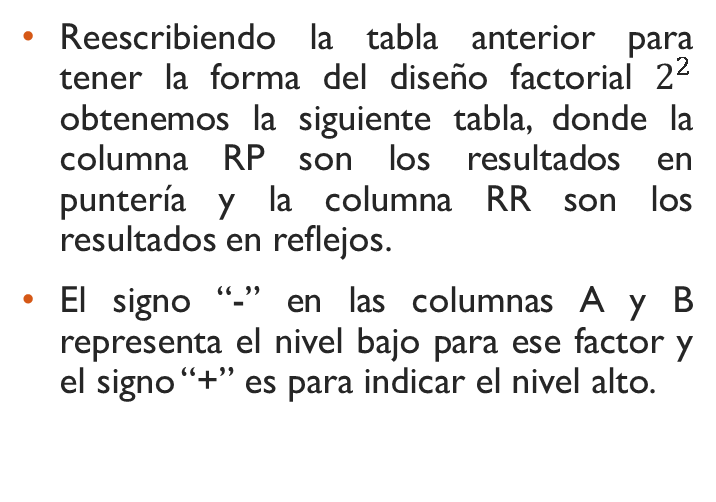 • Reescribiendo la tabla anterior para
tener la forma del diseño factorial 2²
obtenemos la siguiente tabla, donde la
columna RP son los resultados en
puntería y la columna RR son los
resultados en reflejos.
• El signo “-” en las columnas A y B
representa el nivel bajo para ese factor y
el signo “+” es para indicar el nivel alto.